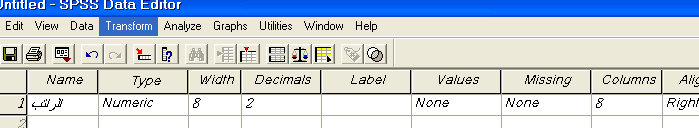 Untitled - SPSS Data Editor
Edit View Data Transform Analyze Graphs Utilities Window Help
Name Type Width Decimals Label Values Missing Columns Alig
1 الراتب Numeric 8 2 None None 8 Right
2